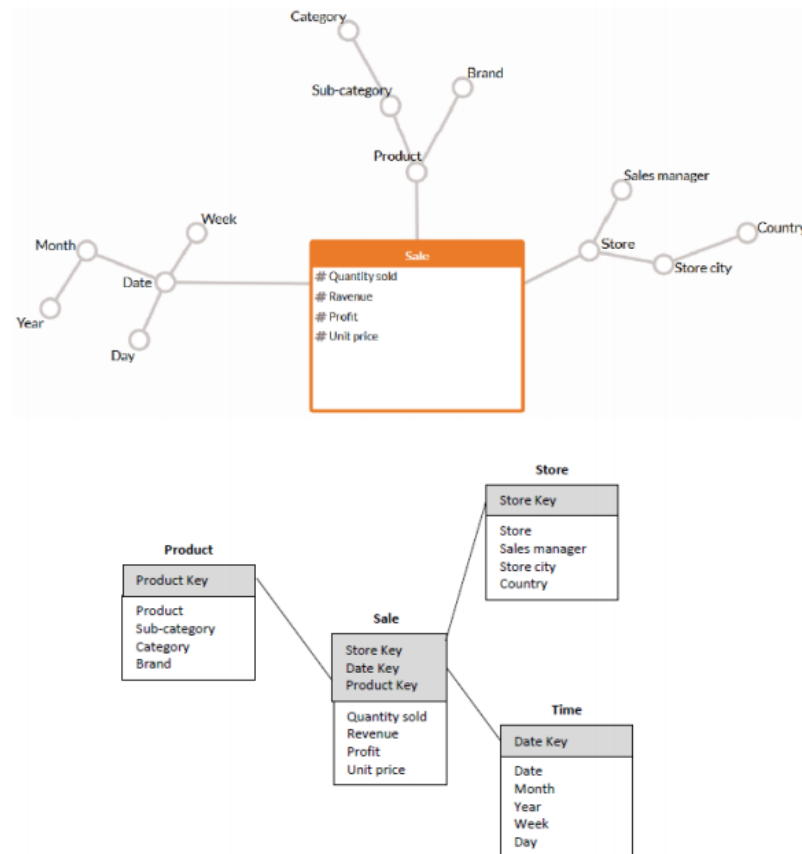 Category
Brand
Sub-category
Product
Sales manager
Week
Country
Month
Store
Sale
Store city
Date
# Quantity sold
# Ravenue
# Profit
# Unit price
Year
Day
Store
Store Key
Store
Sales manager
Store city
Country
Product
Product Key
Product
Sub-category
Category
Brand
Sale
Store Key
Date Key
Product Key
Quantity sold
Revenue
Profit
Unit price
Time
Date Key
Date
Month
Year
Week
Day